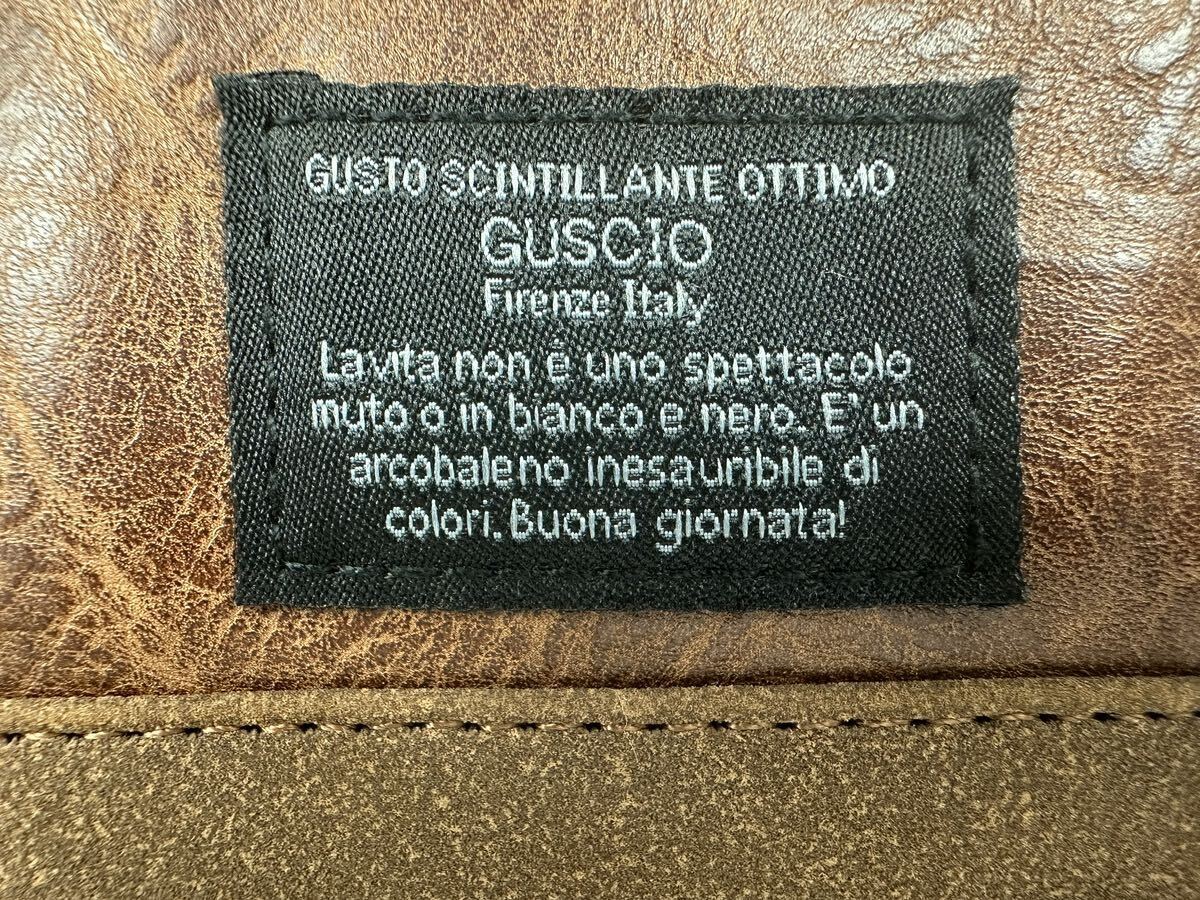 GUSTO SCINTILLANTE OTTIMO
GUSCIO
Firenze Italy
La vita non è uno spettacolo
muto o in bianco e nero. E' un
arcobaleno inesauribile di
colori. Buona giornata!